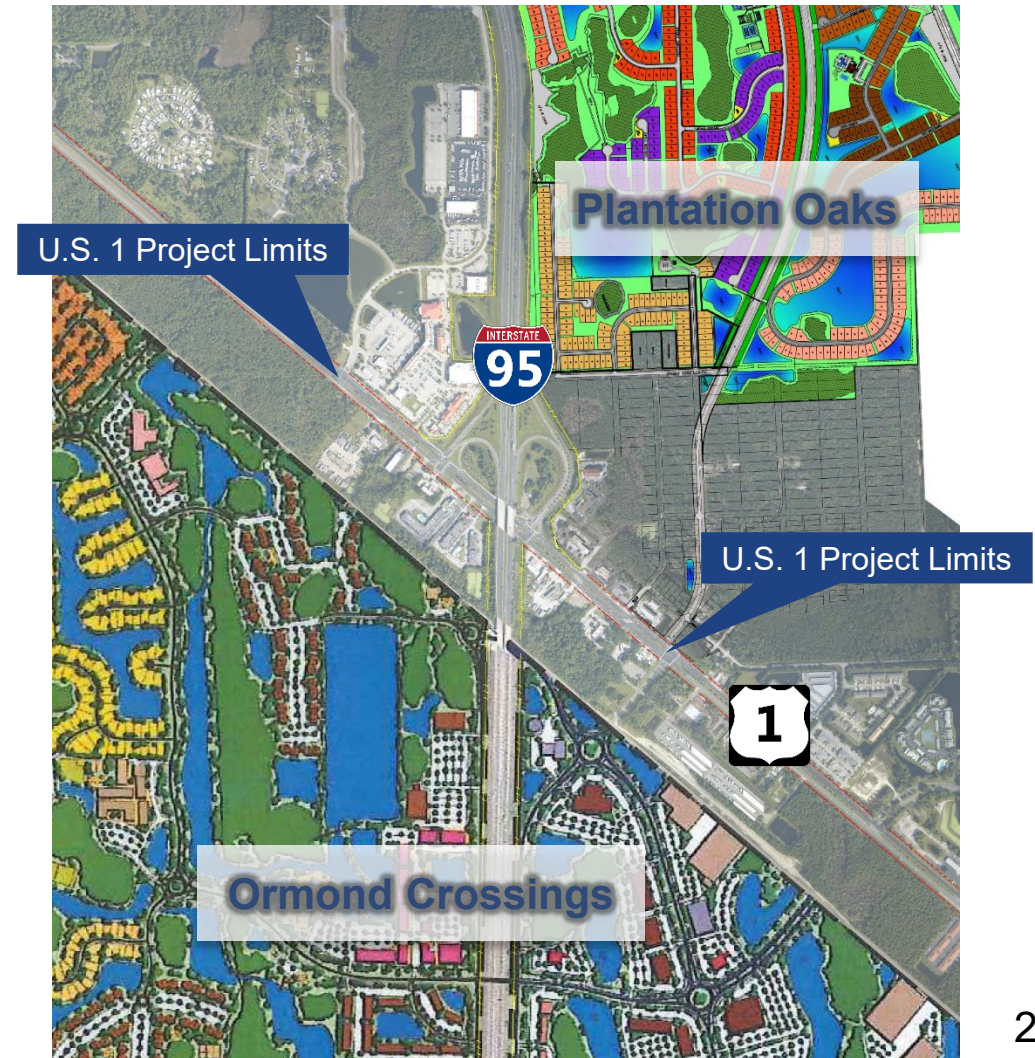 Plantation Oaks
U.S. 1 Project Limits
INTERSTATE
95
U.S. 1 Project Limits
1
Ormond Crossings
2